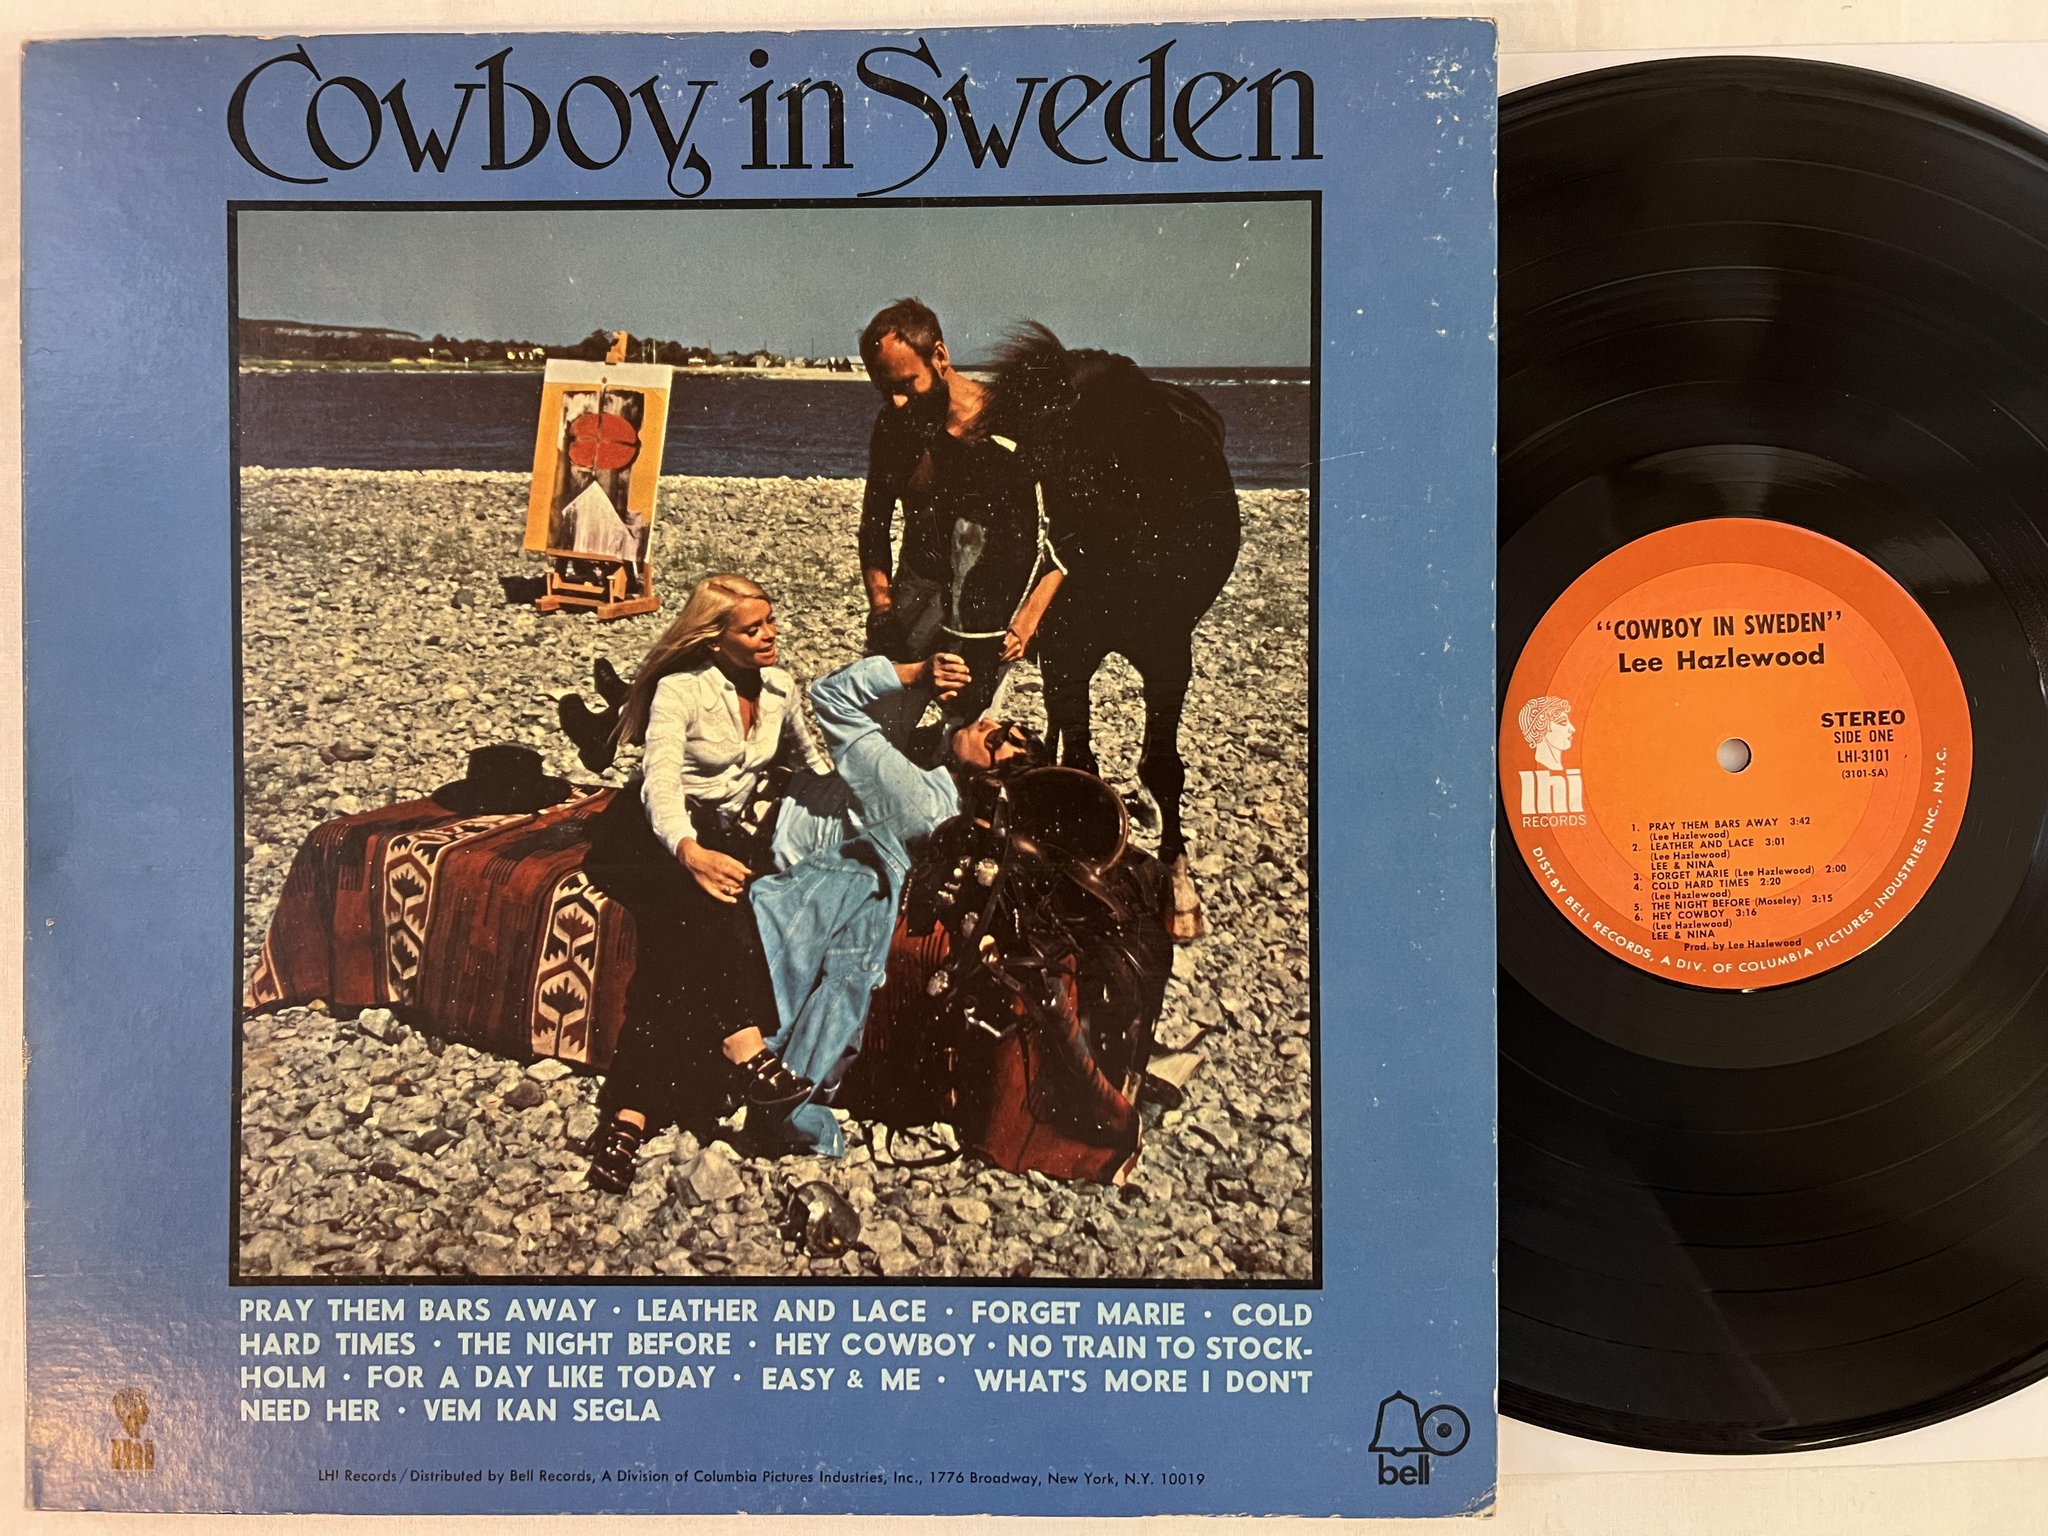 Cowboy in Sweden
PRAY THEM BARS AWAY • LEATHER AND LACE • FORGET MARIE • COLD
HARD TIMES • THE NIGHT BEFORE • HEY COWBOY • NO TRAIN TO STOCK-
HOLM • FOR A DAY LIKE TODAY • EASY & ME • WHAT'S MORE I DON'T
NEED HER • VEM KAN SEGLA
lhi
bell
LHI Records / Distributed by Bell Records, A Division of Columbia Pictures Industries, Inc., 1776 Broadway, New York, N.Y. 10019
“COWBOY IN SWEDEN”
Lee Hazlewood
STEREO
SIDE ONE
LHI-3101
(3101-SA)
lhi
RECORDS
1. PRAY THEM BARS AWAY 3:42
(Lee Hazlewood)
2. LEATHER AND LACE 3:01
(Lee Hazlewood)
LEE & NINA
3. FORGET MARIE (Lee Hazlewood) 2:00
4. COLD HARD TIMES 2:20
(Lee Hazlewood)
5. THE NIGHT BEFORE (Moseley) 3:15
6. HEY COWBOY 3:16
(Lee Hazlewood)
LEE & NINA
Prod. by Lee Hazlewood
DIST. BY BELL RECORDS, A DIV. OF COLUMBIA PICTURES INDUSTRIES INC., N.Y.C.